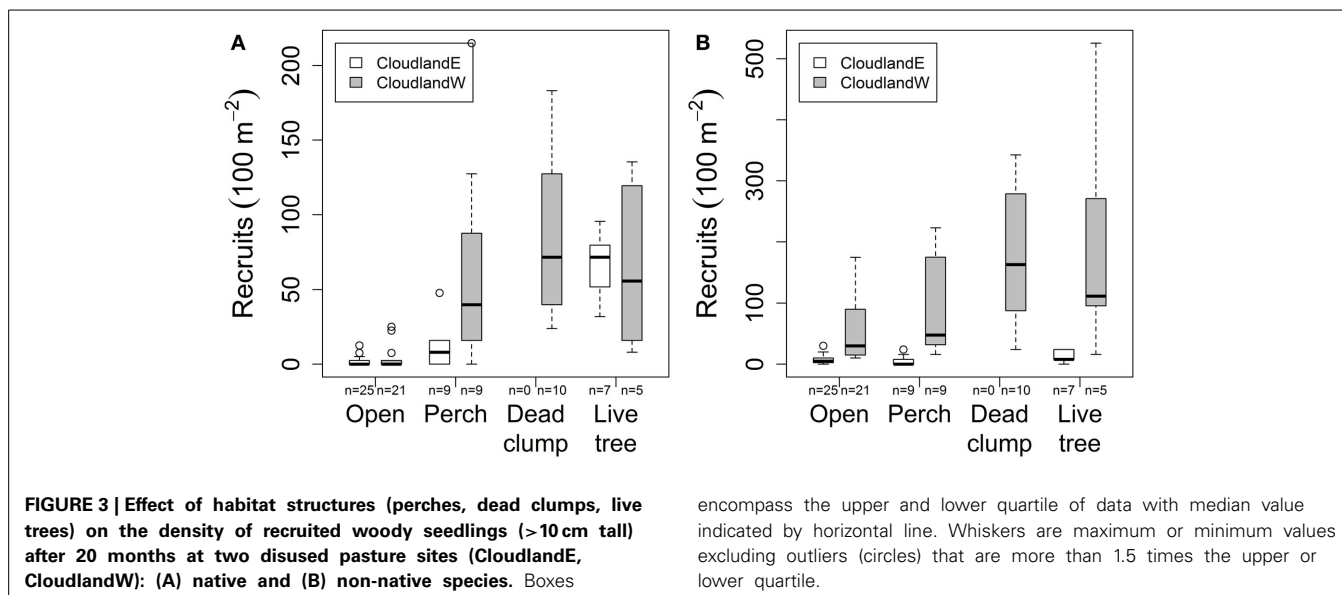 A
Recruits (100 m−2)
200
150
100
50
0
CloudlandE
CloudlandW
n=25 n=21
n=9 n=9
n=0 n=10
n=7 n=5
Open
Perch
Dead clump
Live tree
B
Recruits (100 m−2)
500
300
100
0
CloudlandE
CloudlandW
n=25 n=21
n=9 n=9
n=0 n=10
n=7 n=5
Open
Perch
Dead clump
Live tree
FIGURE 3 | Effect of habitat structures (perches, dead clumps, live
trees) on the density of recruited woody seedlings (>10 cm tall)
after 20 months at two disused pasture sites (CloudlandE,
CloudlandW): (A) native and (B) non-native species. Boxes
encompass the upper and lower quartile of data with median value
indicated by horizontal line. Whiskers are maximum or minimum values
excluding outliers (circles) that are more than 1.5 times the upper or
lower quartile.